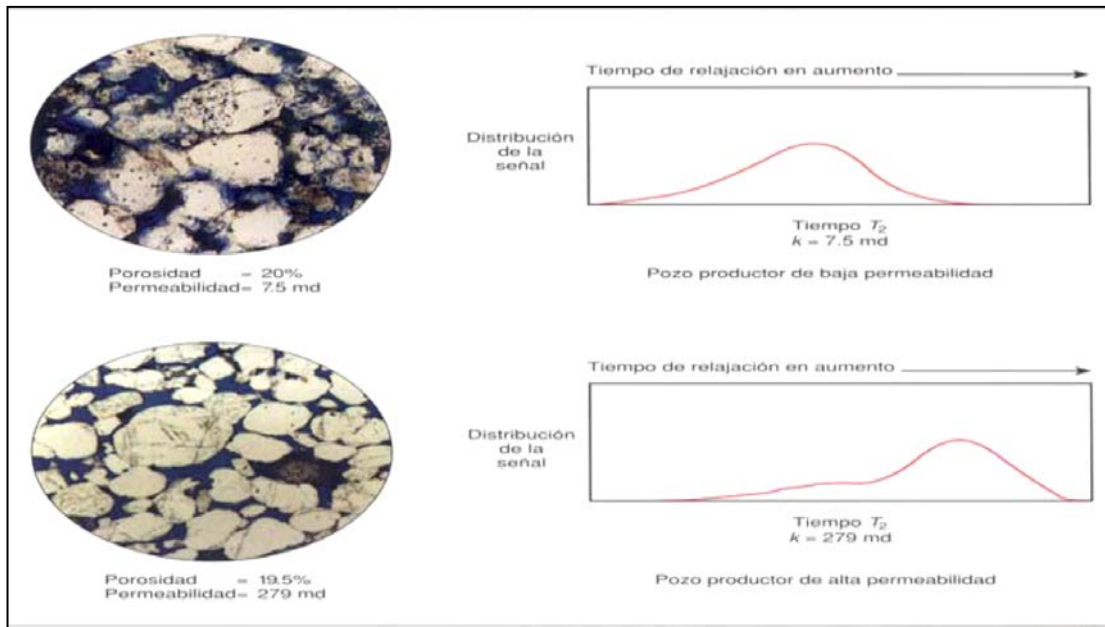 Tiempo de relajación en aumento
Distribución
de la
señal
Tiempo T₂
k = 7.5 md
Porosidad = 20%
Permeabilidad= 7.5 md
Pozo productor de baja permeabilidad
Tiempo de relajación en aumento
Distribución
de la
señal
Tiempo T₂
k = 279 md
Porosidad = 19.5%
Permeabilidad= 279 md
Pozo productor de alta permeabilidad